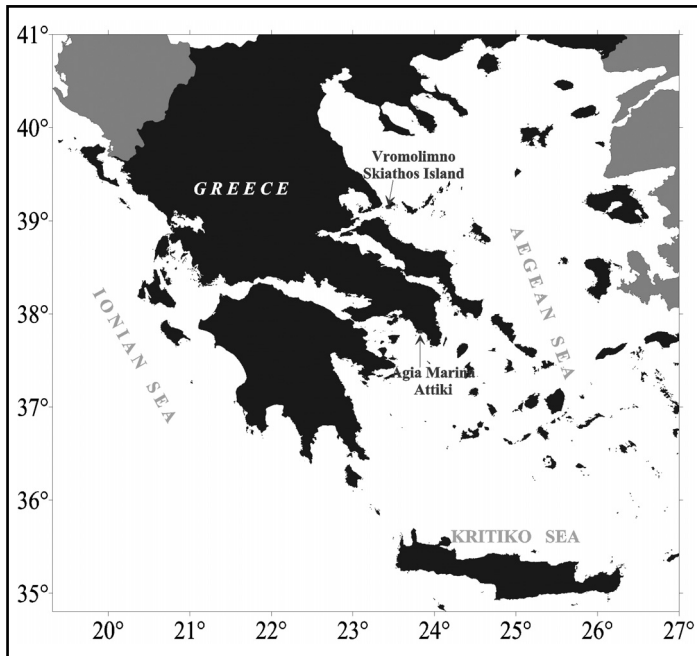 41°
40°
39°
38°
37°
36°
35°
Vromolimno
Skiathos Island
GREECE
AEGEAN SEA
IONIAN SEA
Agia Marina
Attiki
KRITIKO SEA
20°
21°
22°
23°
24°
25°
26°
27°